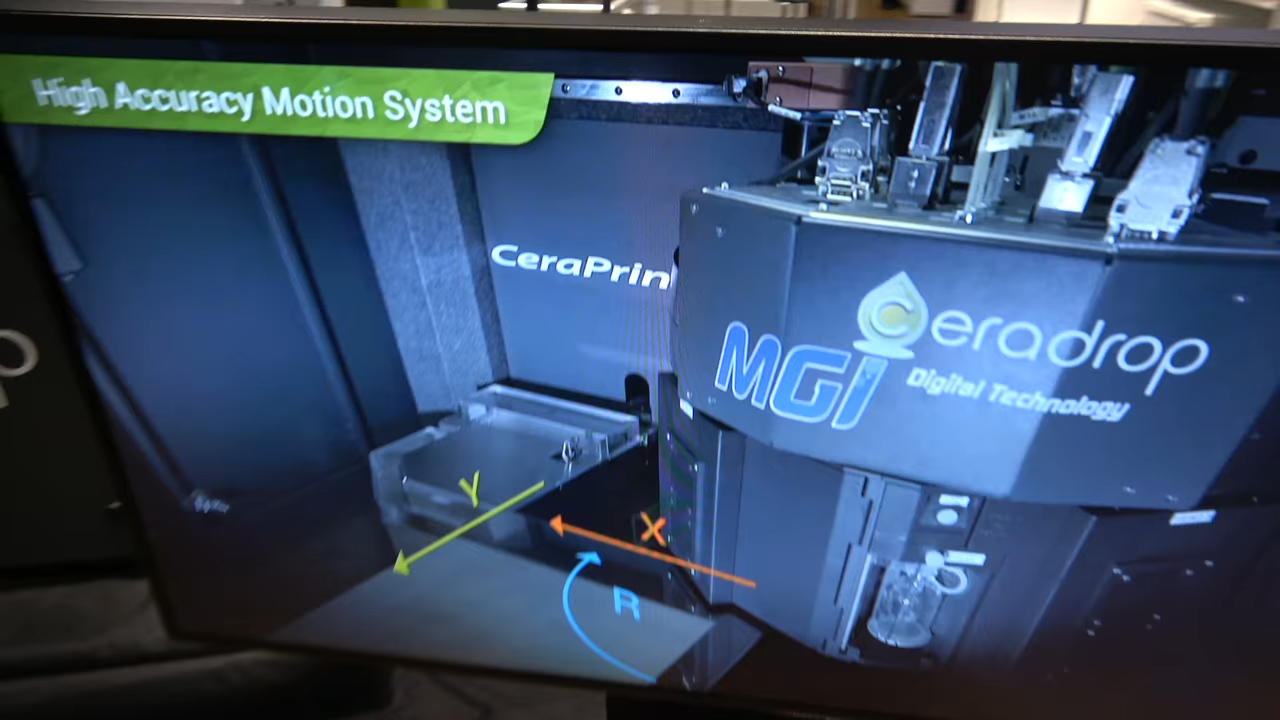 High Accuracy Motion System
CeraPrin
Ceradrop
MGI
Digital Technology
Y
X
R